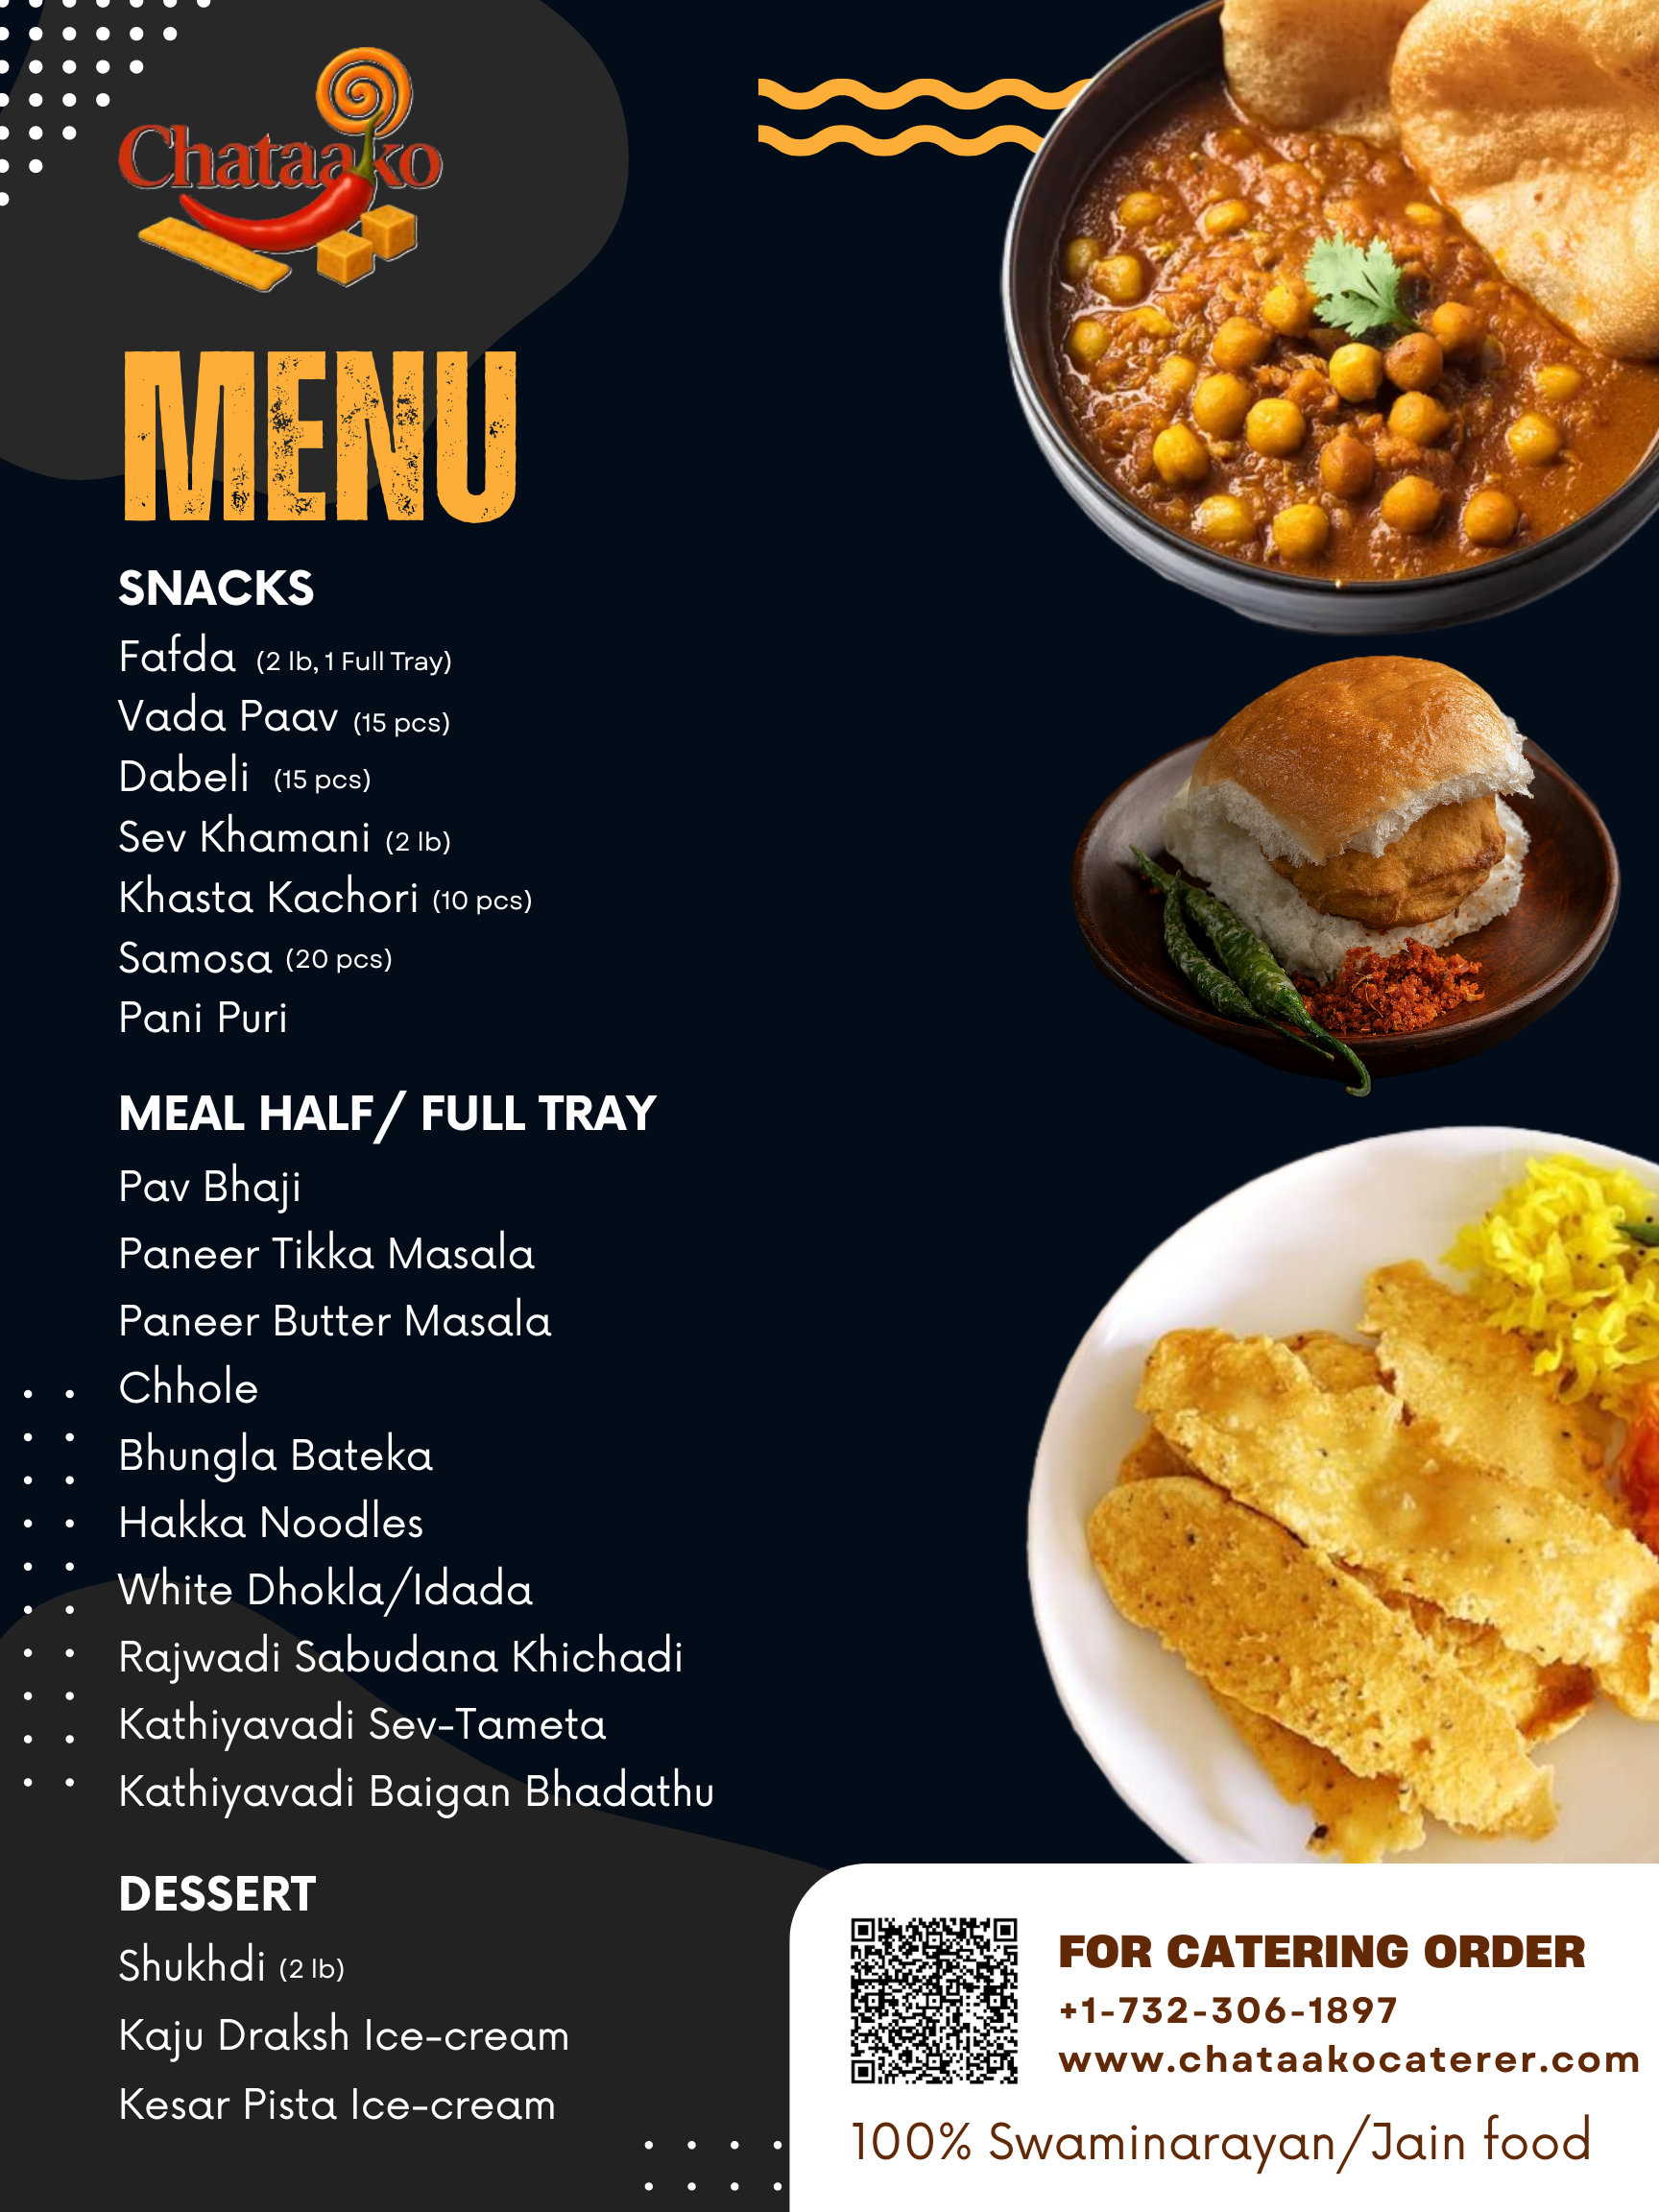 Chataako
MENU
SNACKS
Fafda (2 lb, 1 Full Tray)
Vada Paav (15 pcs)
Dabeli (15 pcs)
Sev Khamani (2 lb)
Khasta Kachori (10 pcs)
Samosa (20 pcs)
Pani Puri
MEAL HALF/ FULL TRAY
Pav Bhaji
Paneer Tikka Masala
Paneer Butter Masala
Chhole
Bhungla Bateka
Hakka Noodles
White Dhokla/Idada
Rajwadi Sabudana Khichadi
Kathiyavadi Sev-Tameta
Kathiyavadi Baigan Bhadathu
DESSERT
Shukhdi (2 lb)
Kaju Draksh Ice-cream
Kesar Pista Ice-cream
FOR CATERING ORDER
+1-732-306-1897
www.chataakocaterer.com
100% Swaminarayan/Jain food